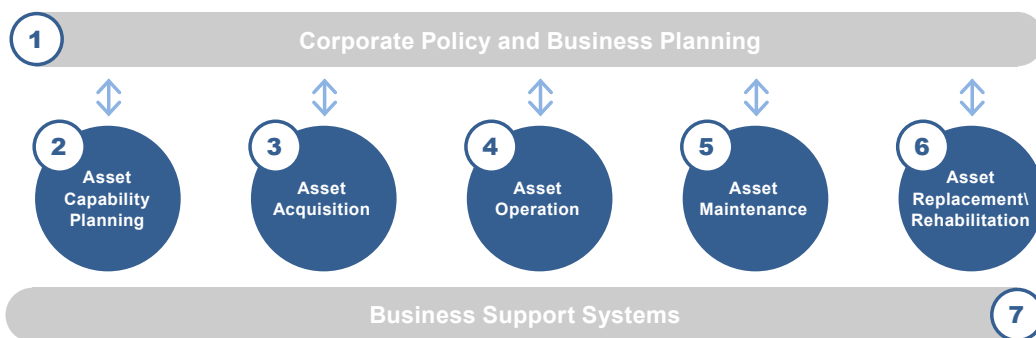 1
Corporate Policy and Business Planning
2
Asset
Capability
Planning
3
Asset
Acquisition
4
Asset
Operation
5
Asset
Maintenance
6
Asset
Replacement\
Rehabilitation
Business Support Systems
7